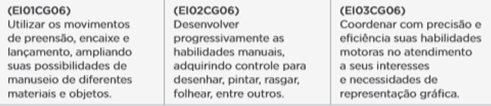 (EI01CG06)
Utilizar os movimentos
de preensão, encaixe e
lançamento, ampliando
suas possibilidades de
manuseio de diferentes
materiais e objetos.
(EI02CG06)
Desenvolver
progressivamente as
habilidades manuais,
adquirindo controle para
desenhar, pintar, rasgar,
folhear, entre outros.
(EI03CG06)
Coordenar com precisão e
eficiência suas habilidades
motoras no atendimento
a seus interesses
e necessidades de
representação gráfica.